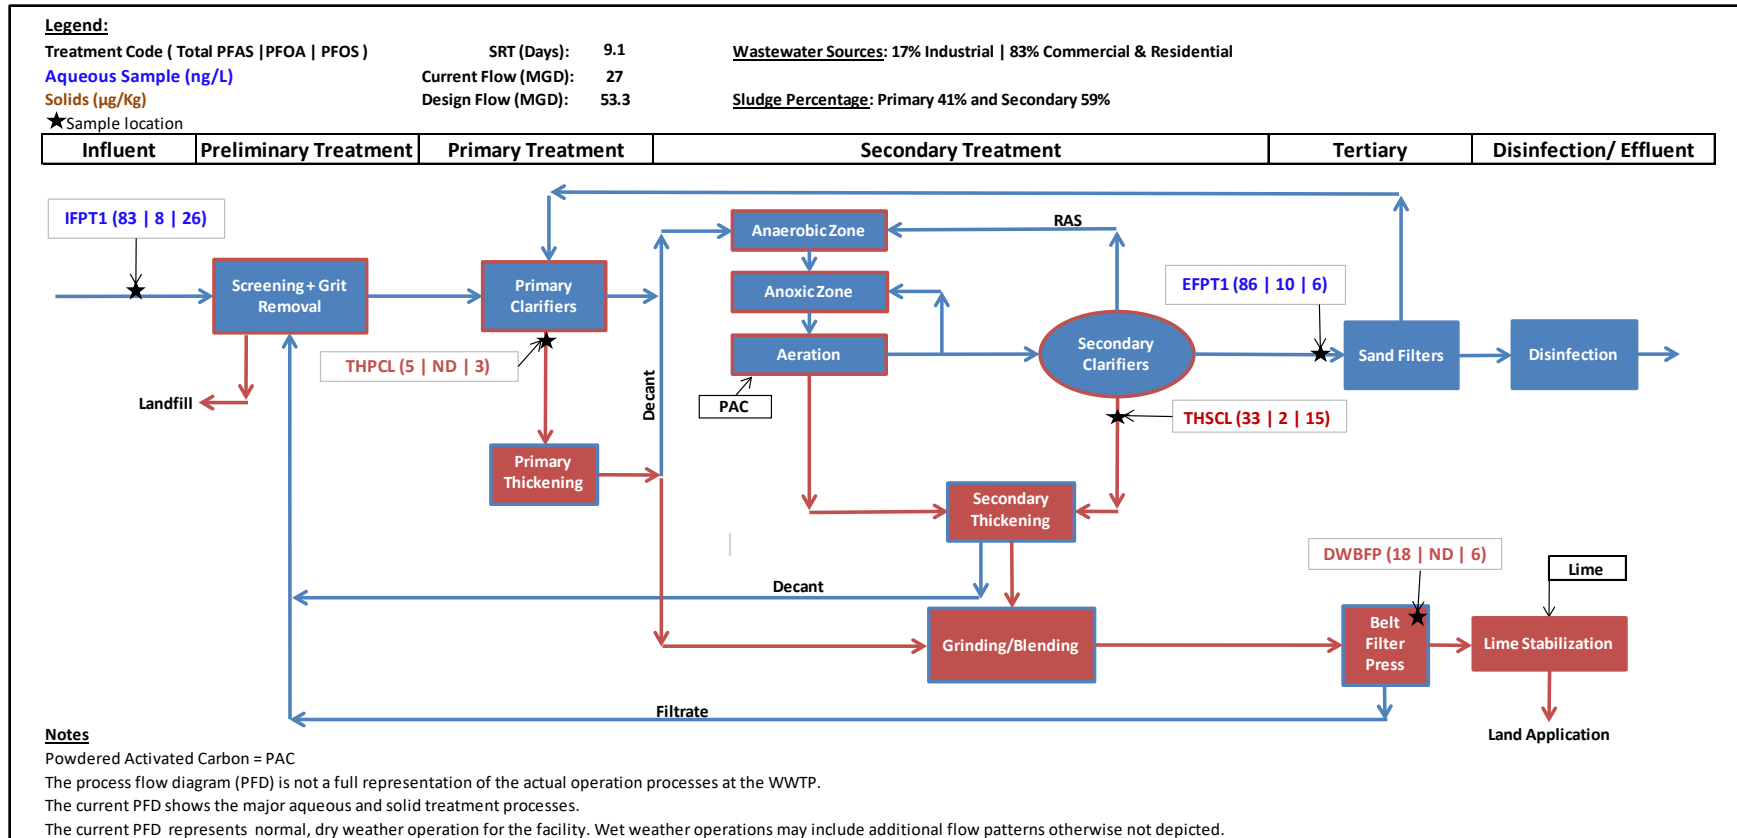 Legend:
Treatment Code ( Total PFAS |PFOA | PFOS )
SRT (Days): 9.1
Wastewater Sources: 17% Industrial | 83% Commercial & Residential
Aqueous Sample (ng/L)
Current Flow (MGD): 27
Solids (µg/Kg)
Design Flow (MGD): 53.3
Sludge Percentage: Primary 41% and Secondary 59%
★Sample location
Influent
Preliminary Treatment
Primary Treatment
Secondary Treatment
Tertiary
Disinfection/ Effluent
IFPT1 (83 | 8 | 26)
Anaerobic Zone
RAS
Screening + Grit
Removal
Primary
Clarifiers
Anoxic Zone
EFPT1 (86 | 10 | 6)
THPCL (5 | ND | 3)
Aeration
Secondary
Clarifiers
Sand Filters
Disinfection
Landfill
Decant
PAC
THSCL (33 | 2 | 15)
Primary
Thickening
Secondary
Thickening
DWBFP (18 | ND | 6)
Lime
Decant
Grinding/Blending
Belt
Filter
Press
Lime Stabilization
Filtrate
Land Application
Notes
Powdered Activated Carbon = PAC
The process flow diagram (PFD) is not a full representation of the actual operation processes at the WWTP.
The current PFD shows the major aqueous and solid treatment processes.
The current PFD represents normal, dry weather operation for the facility. Wet weather operations may include additional flow patterns otherwise not depicted.